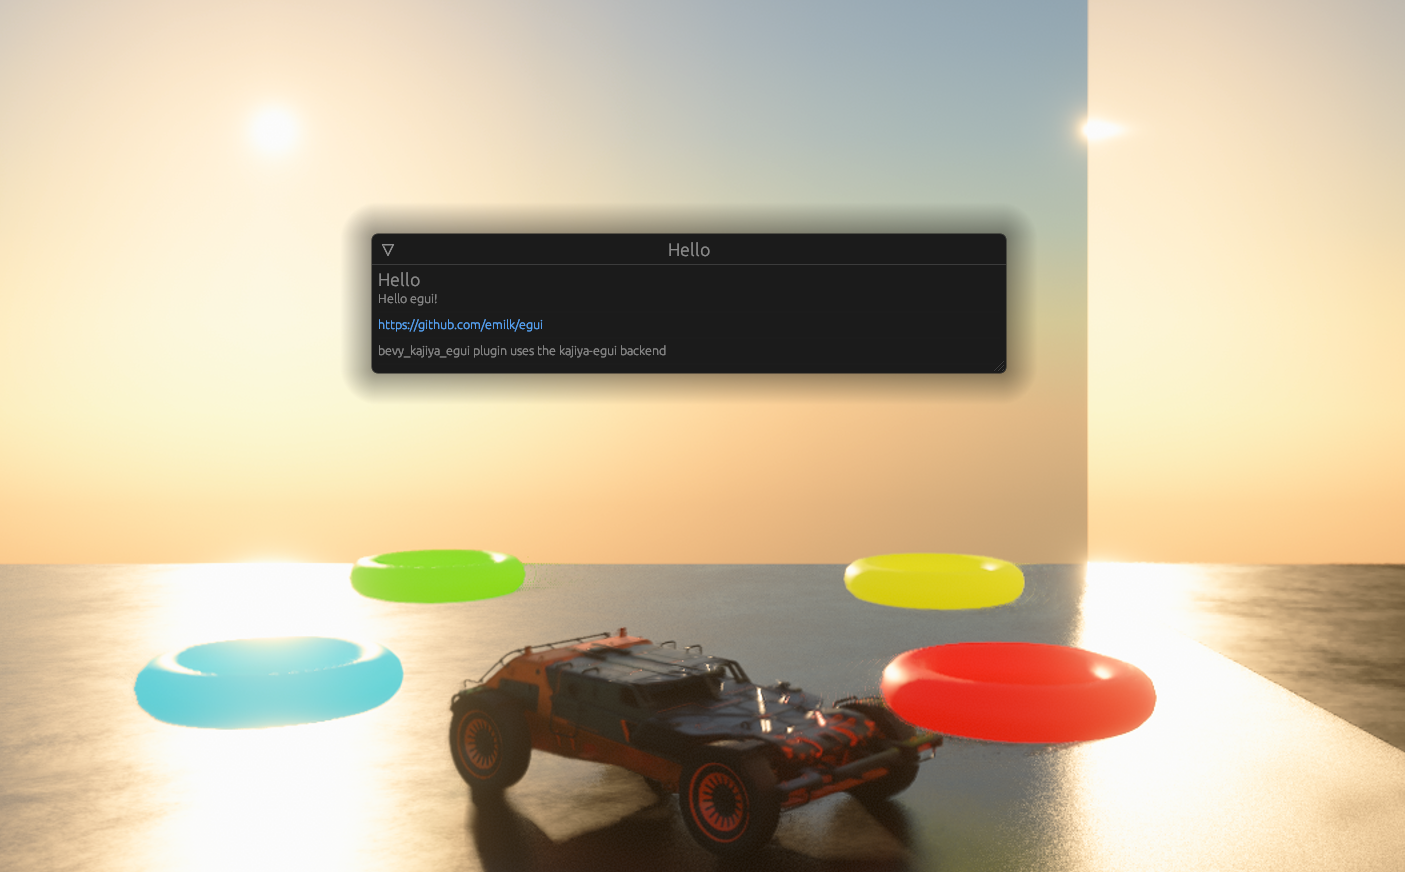 Hello
Hello
Hello egui!
https://github.com/emilk/egui
bevy_kajiya_egui plugin uses the kajiya-egui backend